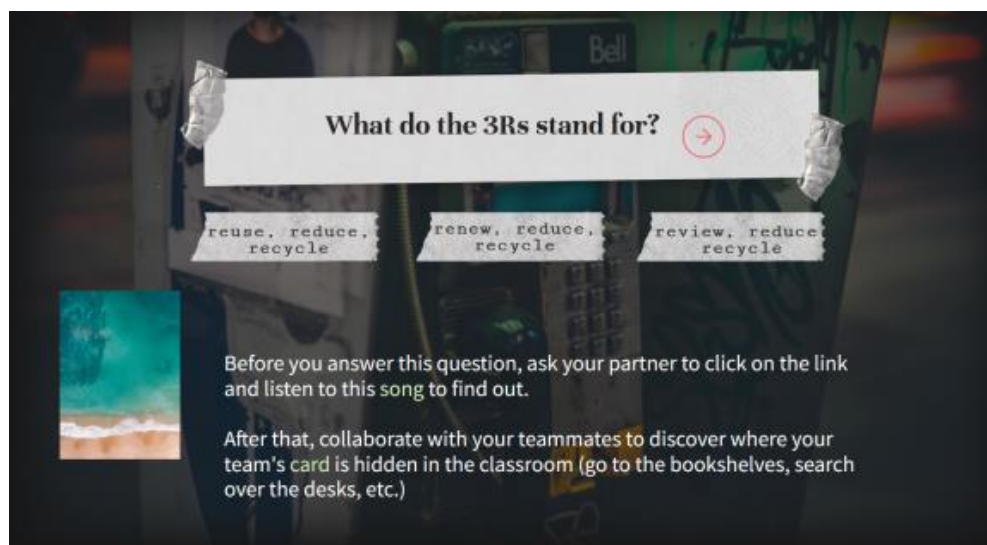 Bell
What do the 3Rs stand for?
reuse, reduce,
recycle
renew, reduce,
recycle
review, reduce
recycle
Before you answer this question, ask your partner to click on the link
and listen to this song to find out.
After that, collaborate with your teammates to discover where your
team's card is hidden in the classroom (go to the bookshelves, search
over the desks, etc.)